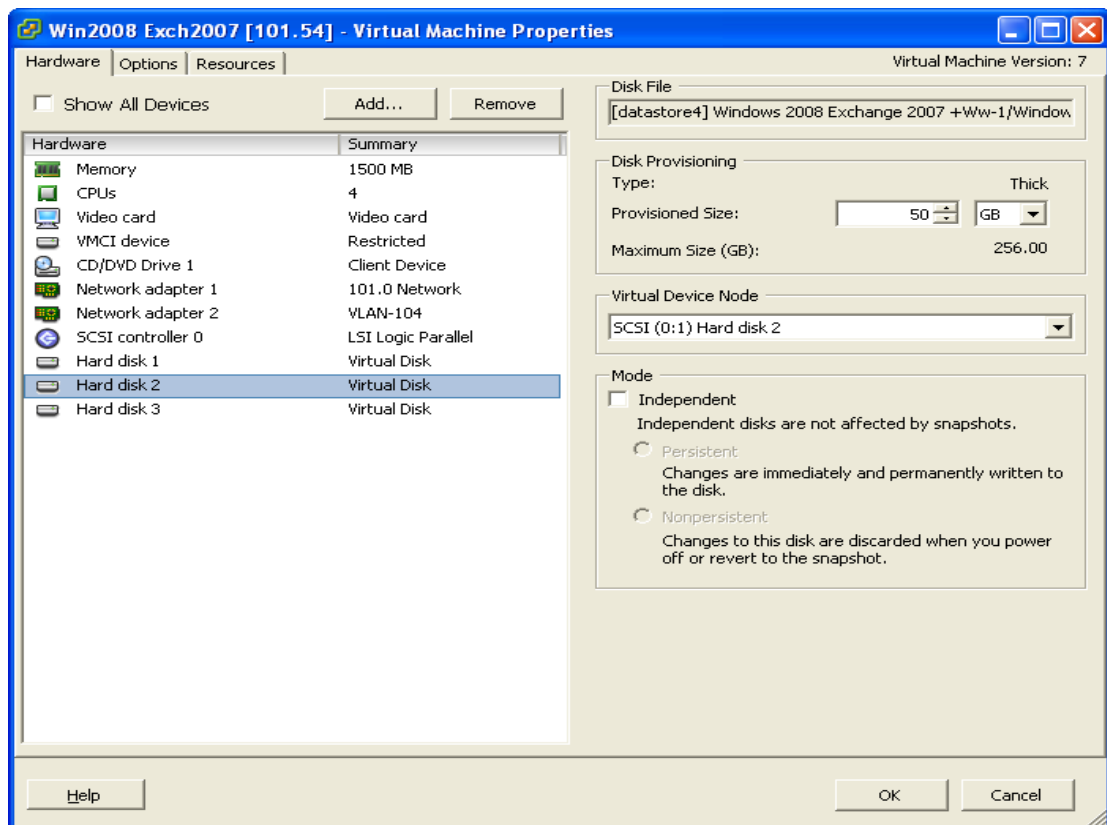 Win2008 Exch2007 [101.54] - Virtual Machine Properties
Hardware Options Resources
Virtual Machine Version: 7
Show All Devices
Add...
Remove
Hardware Summary
Memory 1500 MB
CPUs 4
Video card Video card
VMCI device Restricted
CD/DVD Drive 1 Client Device
Network adapter 1 101.0 Network
Network adapter 2 VLAN-104
SCSI controller 0 LSI Logic Parallel
Hard disk 1 Virtual Disk
Hard disk 2 Virtual Disk
Hard disk 3 Virtual Disk
Disk File
[datastore4] Windows 2008 Exchange 2007 +Ww-1/Window
Disk Provisioning
Type: Thick
Provisioned Size: 50 GB
Maximum Size (GB): 256.00
Virtual Device Node
SCSI (0:1) Hard disk 2
Mode
Independent
Independent disks are not affected by snapshots.
Persistent
Changes are immediately and permanently written to
the disk.
Nonpersistent
Changes to this disk are discarded when you power
off or revert to the snapshot.
Help
OK
Cancel